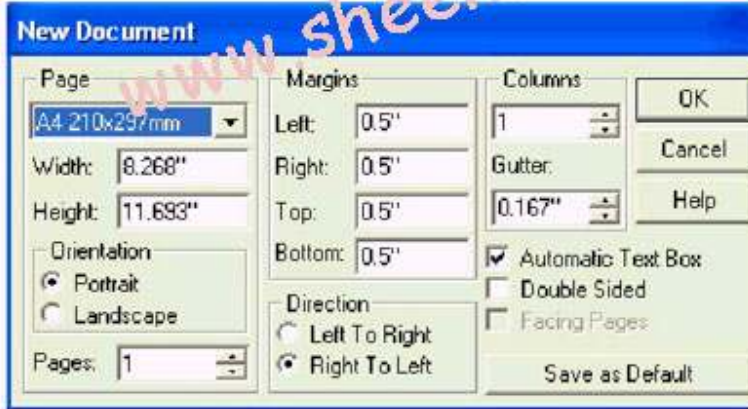 New Document
www.shee
Page
A4 210x297mm
Width: 8.268"
Height: 11.693"
Orientation
Portrait
Landscape
Pages: 1
Margins
Left: 0.5"
Right: 0.5"
Top: 0.5"
Bottom: 0.5"
Direction
Left To Right
Right To Left
Columns
1
Gutter:
0.167"
OK
Cancel
Help
Automatic Text Box
Double Sided
Facing Pages
Save as Default